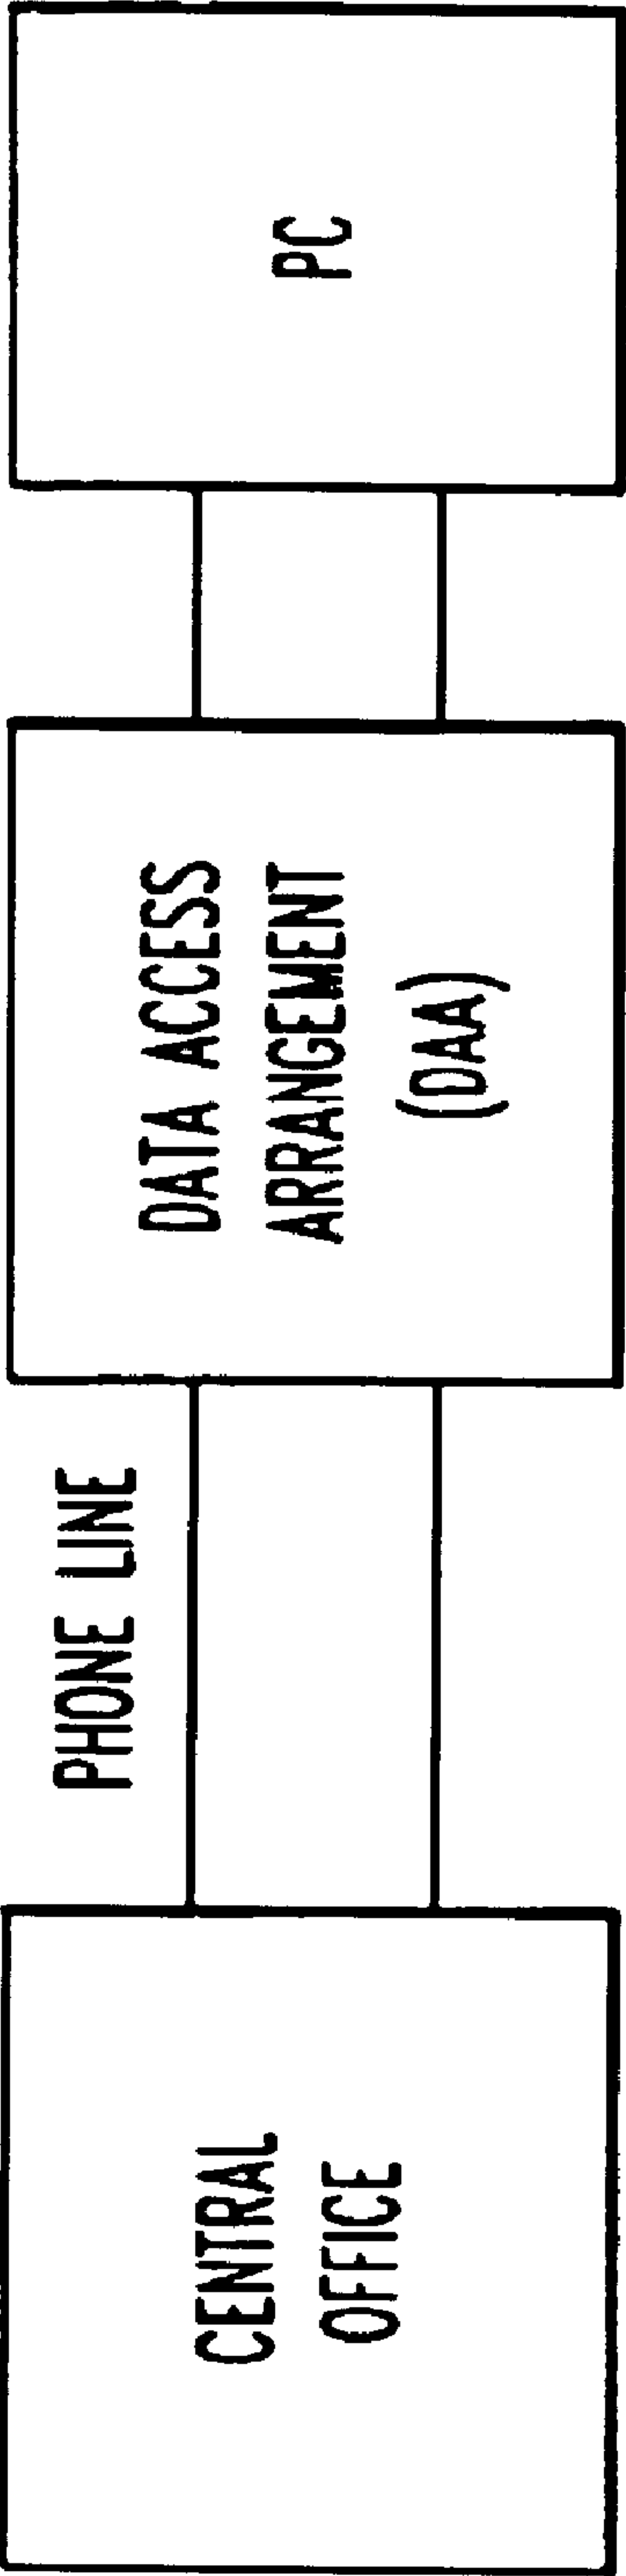 CENTRAL
OFFICE
PHONE LINE
DATA ACCESS
ARRANGEMENT
(DAA)
PC